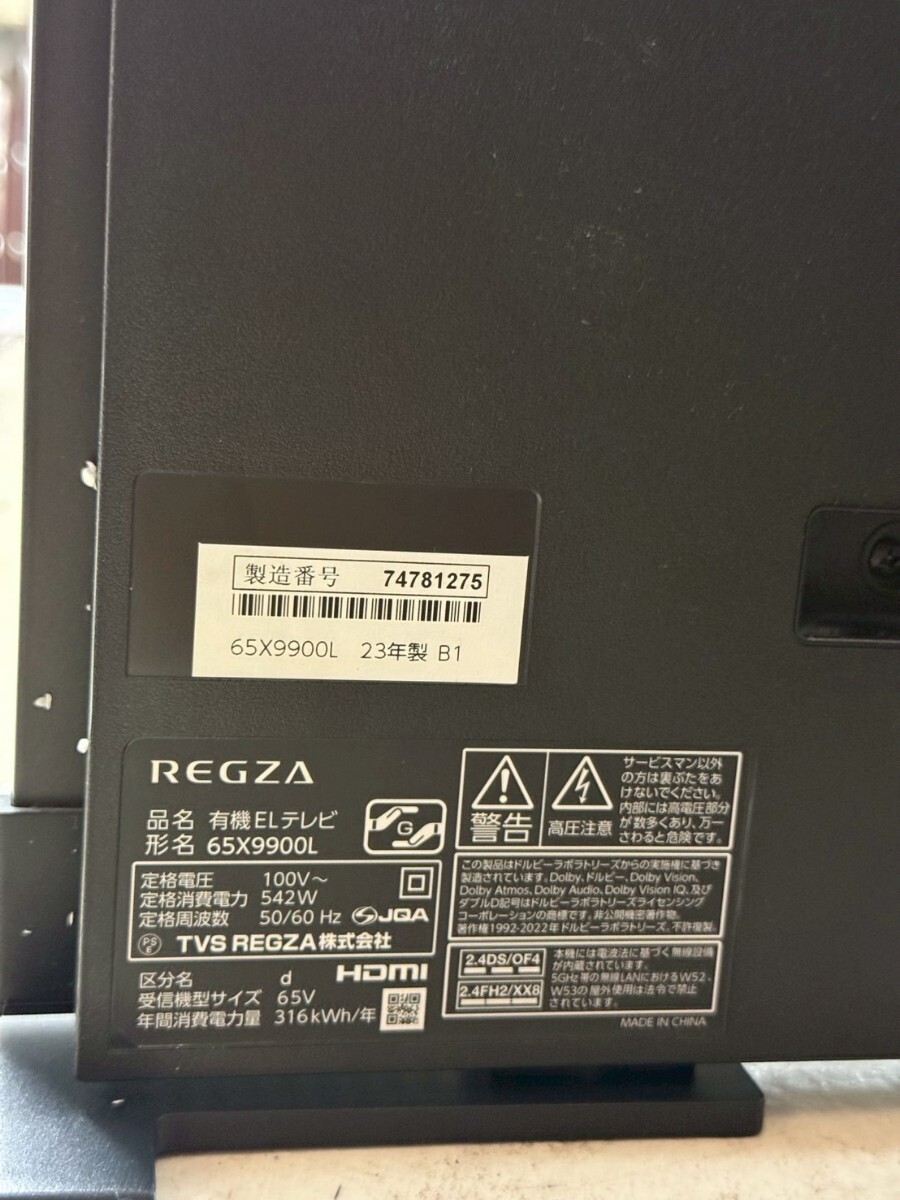 製造番号 74781275
65X9900L 23年製 B1
REGZA
品名 有機ELテレビ
形名 65X9900L
G
定格電圧 100V～
定格消費電力 542W
定格周波数 50/60 Hz JQA
PS E TVS REGZA株式会社
区分名 d HDMI
受信機型サイズ 65V
年間消費電力量 316kWh/年
警告
高圧注意
サービスマン以外
の方は裏ぶたをあ
けないでください。
内部には高電圧部分
が数多くあり、万一
さわると危険です。
この製品はドルビーラボラトリーズからの実施権に基づき
製造されています。Dolby、ドルビー、Dolby Vision、
Dolby Atmos、Dolby Audio、Dolby Vision IQ、及び
ダブルD記号はドルビーラボラトリーズライセンシング
コーポレーションの商標です。非公開機密著作物。
著作権1992-2022年ドルビーラボラトリーズ。不許複製。
2.4DS/OF4
2.4FH2/XX8
本機には電波法に基づく無線設備
が内蔵されています。
5GHz帯の無線LANにおけるW52、
W53の屋外使用は法令で禁止
されています。
MADE IN CHINA